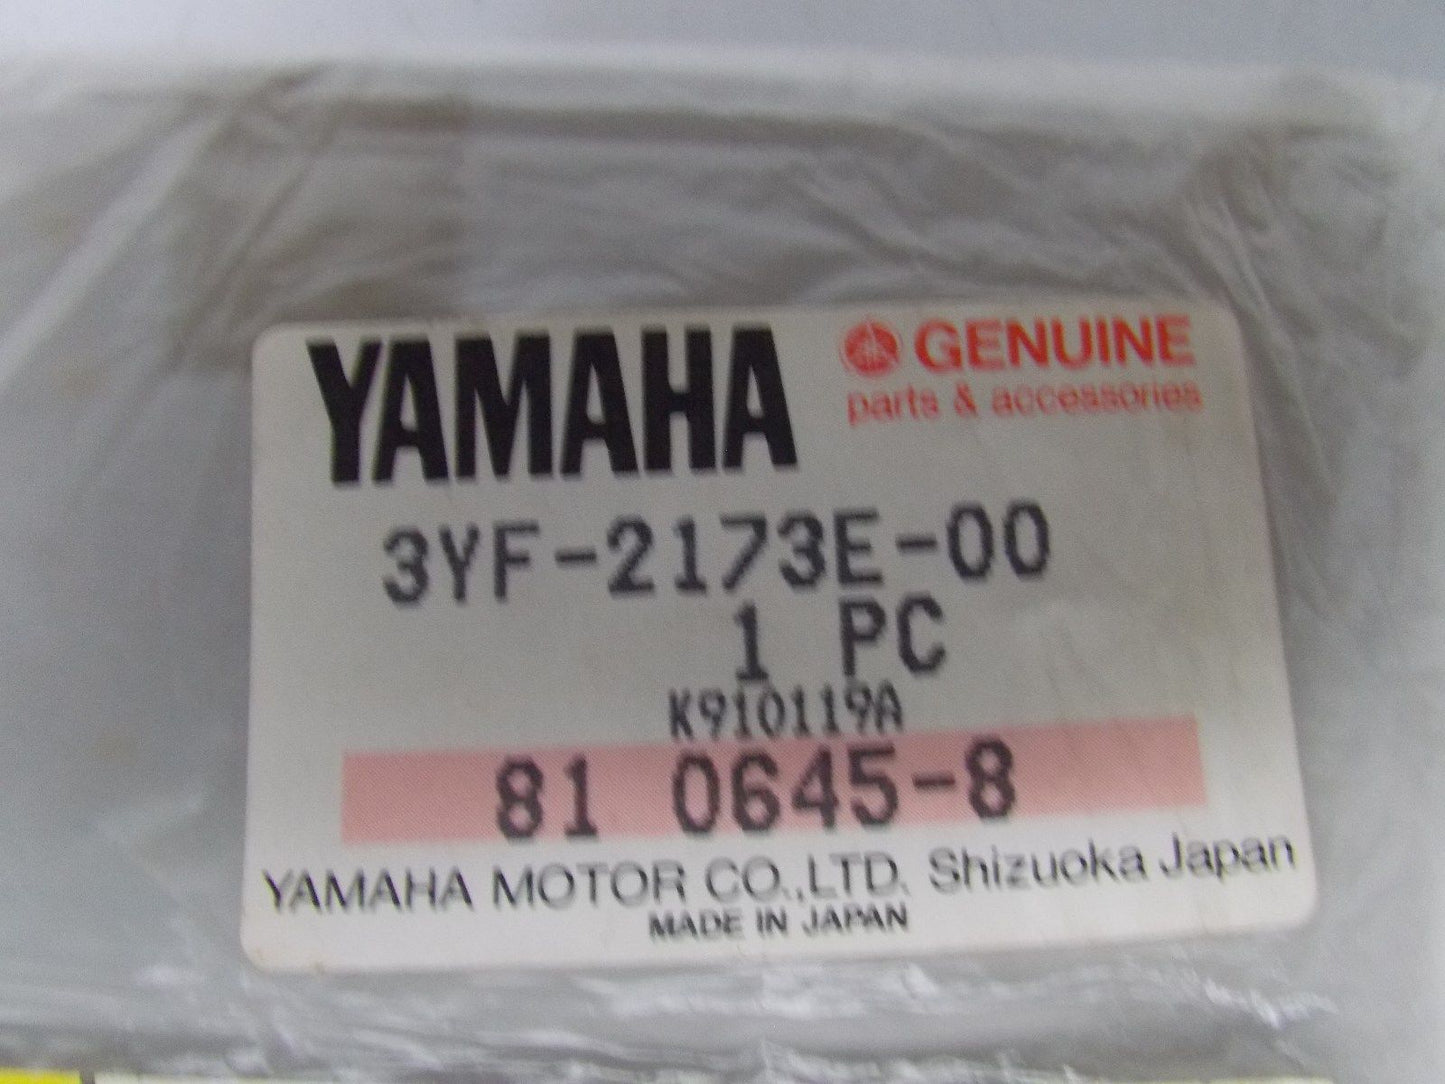 YAMAHA GENUINE
parts & accessories
3YF-2173E-00
1 PC
K910119A
81 0645-8
YAMAHA MOTOR CO.,LTD. Shizuoka Japan
MADE IN JAPAN